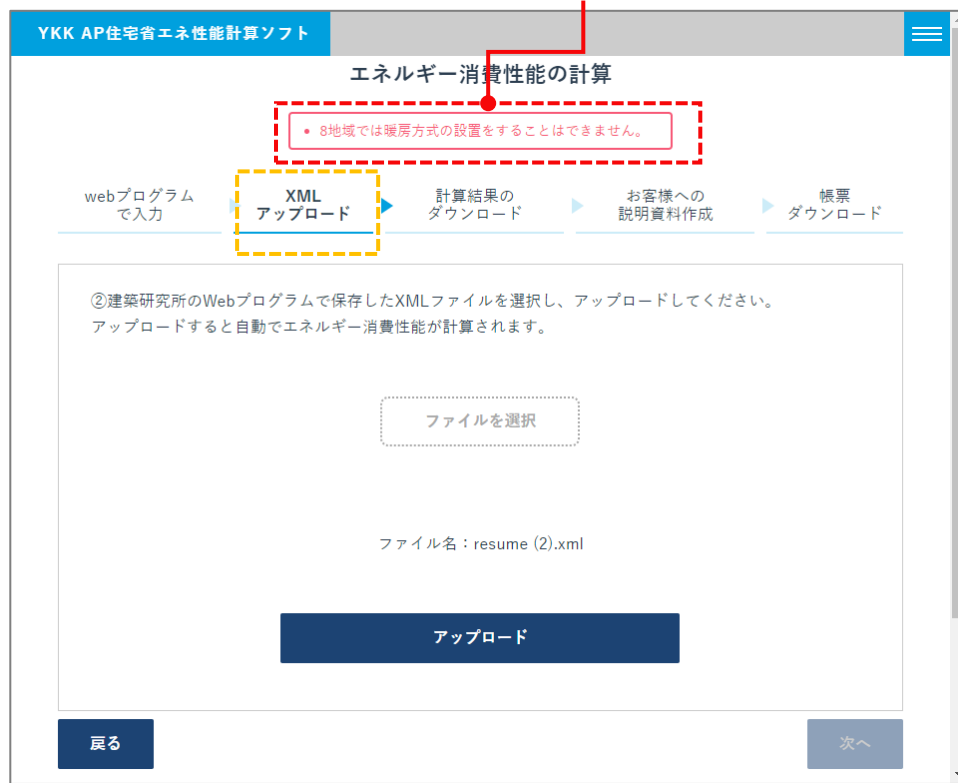 YKK AP住宅省エネ性能計算ソフト
エネルギー消費性能の計算
• 8地域では暖房方式の設置をすることはできません。
webプログラム
で入力
XML
アップロード
計算結果の
ダウンロード
お客様への
説明資料作成
帳票
ダウンロード
②建築研究所のWebプログラムで保存したXMLファイルを選択し、アップロードしてください。
アップロードすると自動でエネルギー消費性能が計算されます。
ファイルを選択
ファイル名：resume (2).xml
アップロード
戻る
次へ